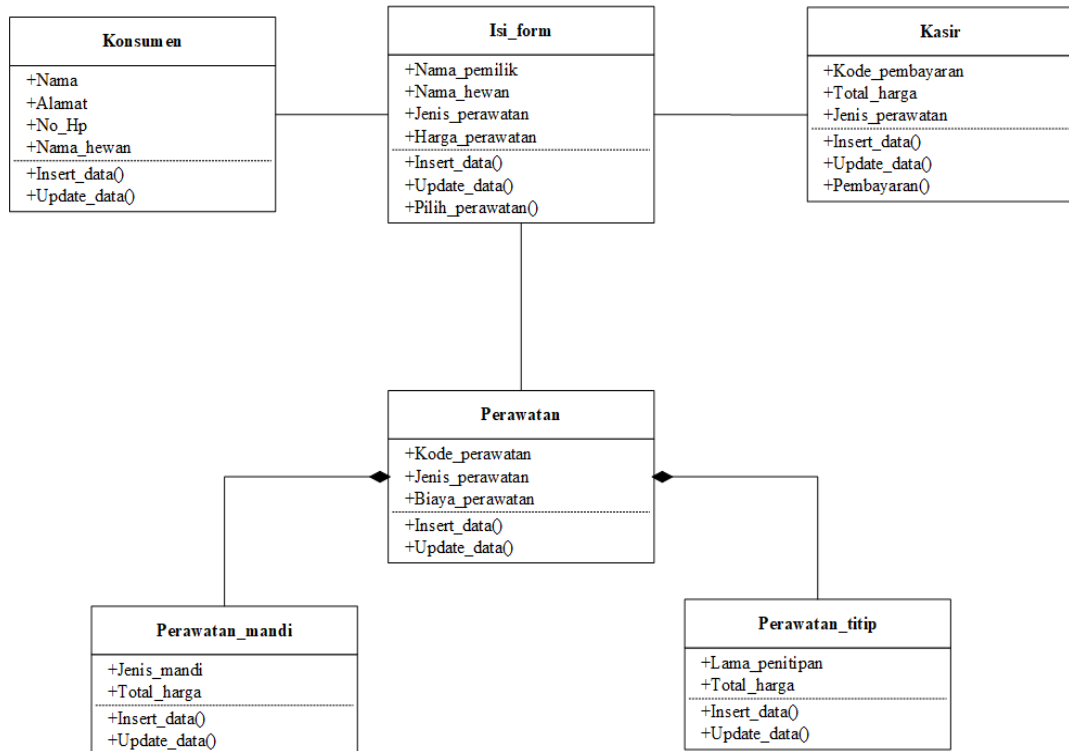 Konsumen
+Nama
+Alamat
+No_Hp
+Nama_hewan
+Insert_data()
+Update_data()
Isi_form
+Nama_pemilik
+Nama_hewan
+Jenis_perawatan
+Harga_perawatan
+Insert_data()
+Update_data()
+Pilih_perawatan()
Kasir
+Kode_pembayaran
+Total_harga
+Jenis_perawatan
+Insert_data()
+Update_data()
+Pembayaran()
Perawatan
+Kode_perawatan
+Jenis_perawatan
+Biaya_perawatan
+Insert_data()
+Update_data()
Perawatan_mandi
+Jenis_mandi
+Total_harga
+Insert_data()
+Update_data()
Perawatan_titip
+Lama_penitipan
+Total_harga
+Insert_data()
+Update_data()